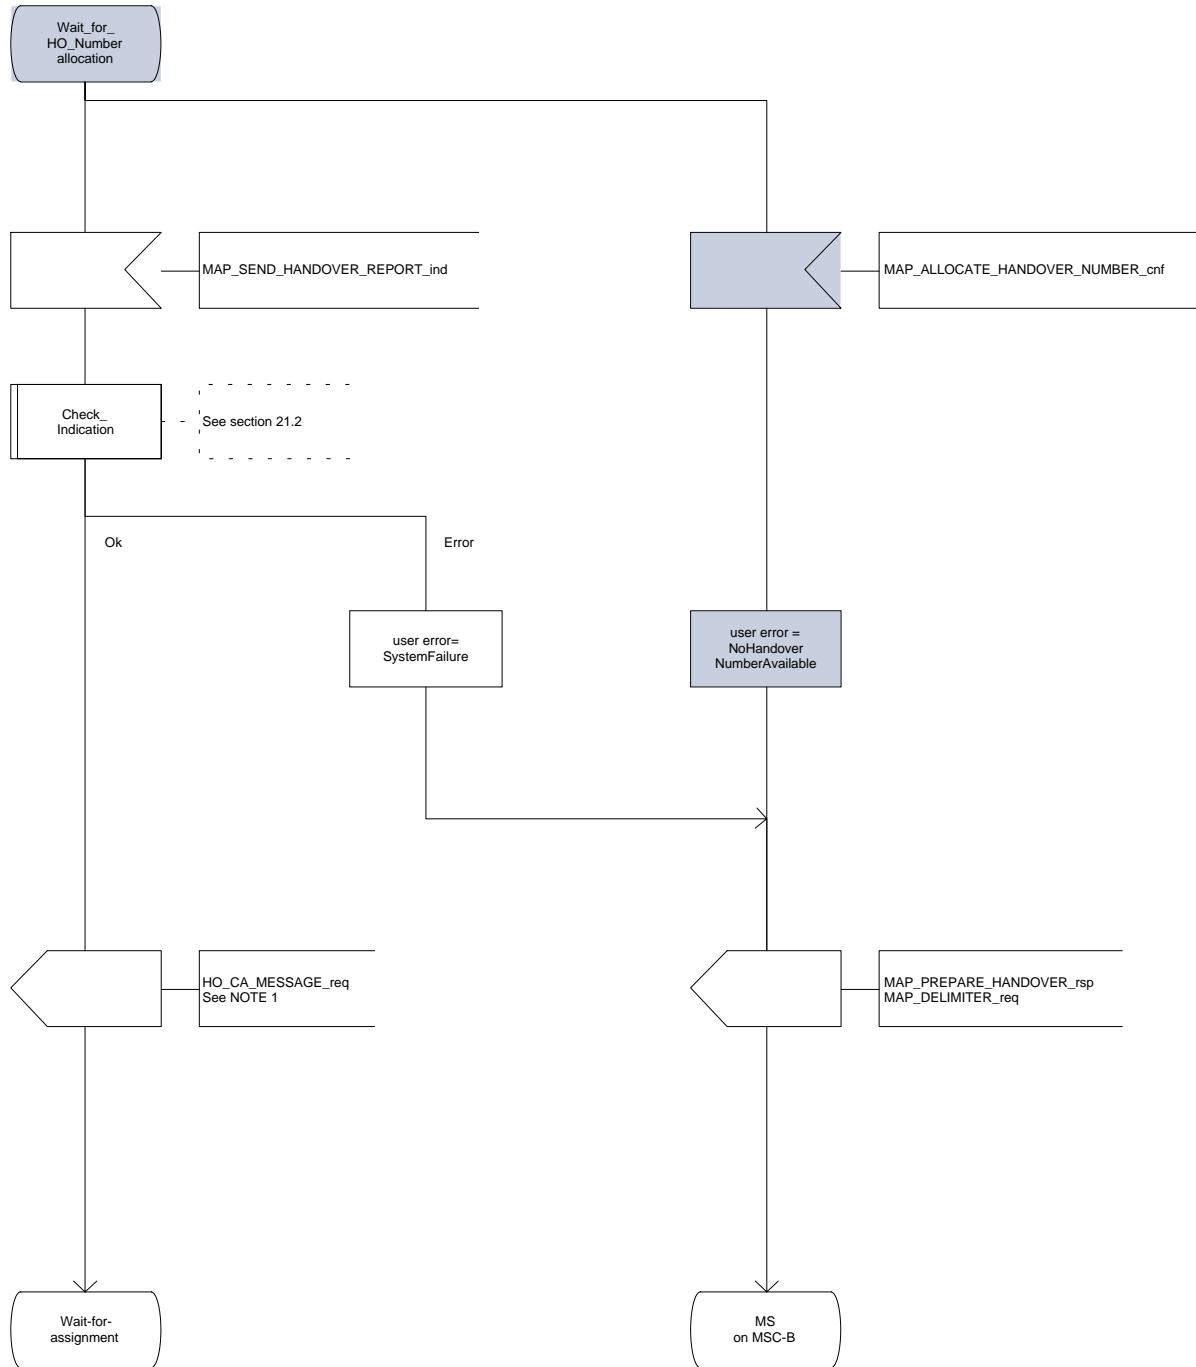 Wait_for_
HO_Number
allocation
MAP_SEND_HANDOVER_REPORT_ind
MAP_ALLOCATE_HANDOVER_NUMBER_cnf
Check_
Indication
See section 21.2
Ok
Error
user error=
SystemFailure
user error =
NoHandover
NumberAvailable
HO_CA_MESSAGE_req
See NOTE 1
MAP_PREPARE_HANDOVER_rsp
MAP_DELIMITER_req
Wait-for-
assignment
MS
on MSC-B